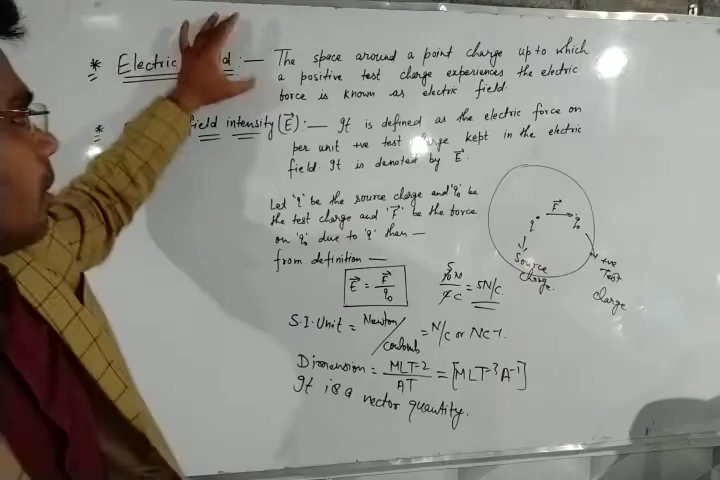 * Electric :— The space around a point charge up to which
a positive test charge experiences the electric
force is known as electric field.
* field intensity (E⃗):— It is defined as the electric force on
per unit +ve test charge kept in the electric
field. It is denoted by E⃗.
Let 'q' be the source charge and 'q₀' be
the test charge and 'F⃗' be the force
on 'q₀' due to 'q' than —
from definition —
E⃗ = F⃗/q₀
5
10 N / 2 C = 5N/C.
S.I. Unit = Newton/Coulomb = N/C or NC-1.
Dimension = MLT-2/AT = [MLT-3A-1]
It is a vector quantity.
q F⃗ q₀
Source
charge.
+ve
Test
charge